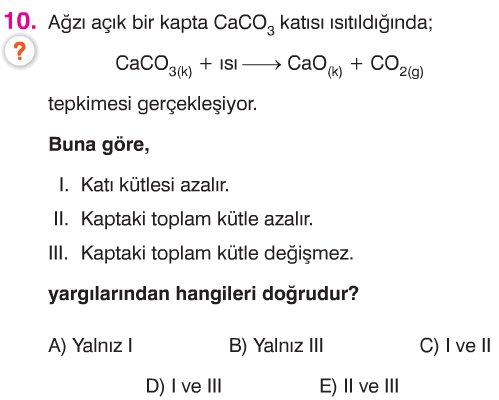 10. Ağzı açık bir kapta CaCO₃ katısı ısıtıldığında;
?
CaCO₃(k) + ısı ⟶ CaO(k) + CO₂(g)
tepkimesi gerçekleşiyor.
Buna göre,
I. Katı kütlesi azalır.
II. Kaptaki toplam kütle azalır.
III. Kaptaki toplam kütle değişmez.
yargılarından hangileri doğrudur?
A) Yalnız I B) Yalnız III C) I ve II
D) I ve III E) II ve III